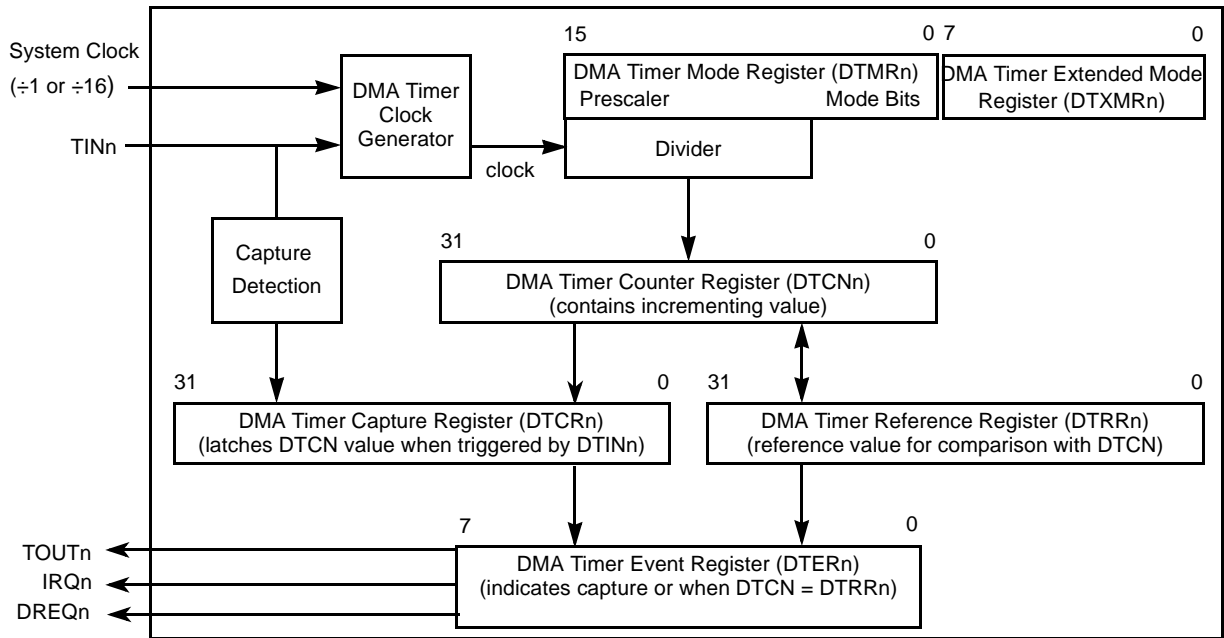 System Clock
(÷1 or ÷16)
TINn
DMA Timer
Clock
Generator
clock
15 0
DMA Timer Mode Register (DTMRn)
Prescaler Mode Bits
7 0
DMA Timer Extended Mode
Register (DTXMRn)
Divider
Capture
Detection
31 0
DMA Timer Counter Register (DTCNn)
(contains incrementing value)
31 0
DMA Timer Capture Register (DTCRn)
(latches DTCN value when triggered by DTINn)
31 0
DMA Timer Reference Register (DTRRn)
(reference value for comparison with DTCN)
7 0
DMA Timer Event Register (DTERn)
(indicates capture or when DTCN = DTRRn)
TOUTn
IRQn
DREQn